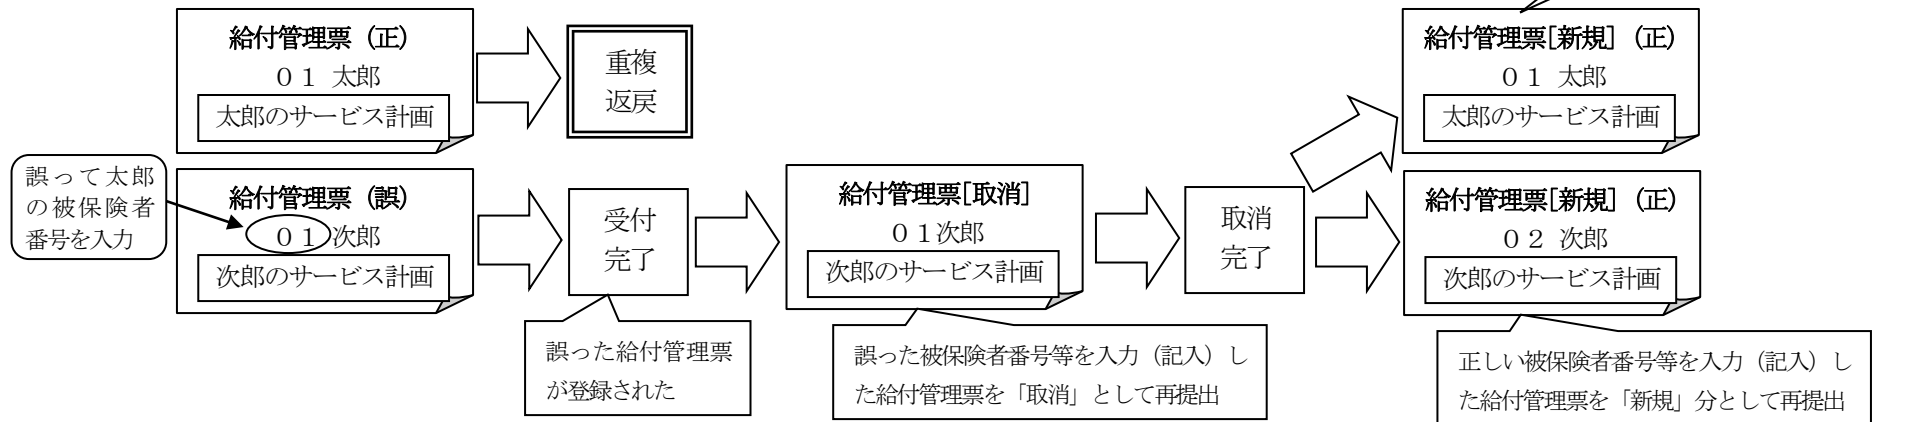 給付管理票（正）
０１ 太郎
太郎のサービス計画
重複
返戻
給付管理票[新規]（正）
０１ 太郎
太郎のサービス計画
誤って太郎
の被保険者
番号を入力
給付管理票（誤）
０１次郎
次郎のサービス計画
受付
完了
給付管理票[取消]
０１次郎
次郎のサービス計画
取消
完了
給付管理票[新規]（正）
０２ 次郎
次郎のサービス計画
誤った給付管理票
が登録された
誤った被保険者番号等を入力（記入）し
た給付管理票を「取消」として再提出
正しい被保険者番号等を入力（記入）し
た給付管理票を「新規」分として再提出